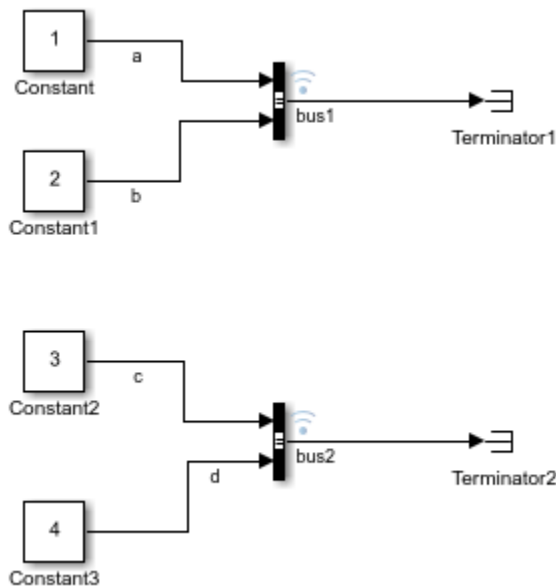 1
a
Constant
bus1
Terminator1
2
b
Constant1
3
c
Constant2
bus2
d
Terminator2
4
Constant3